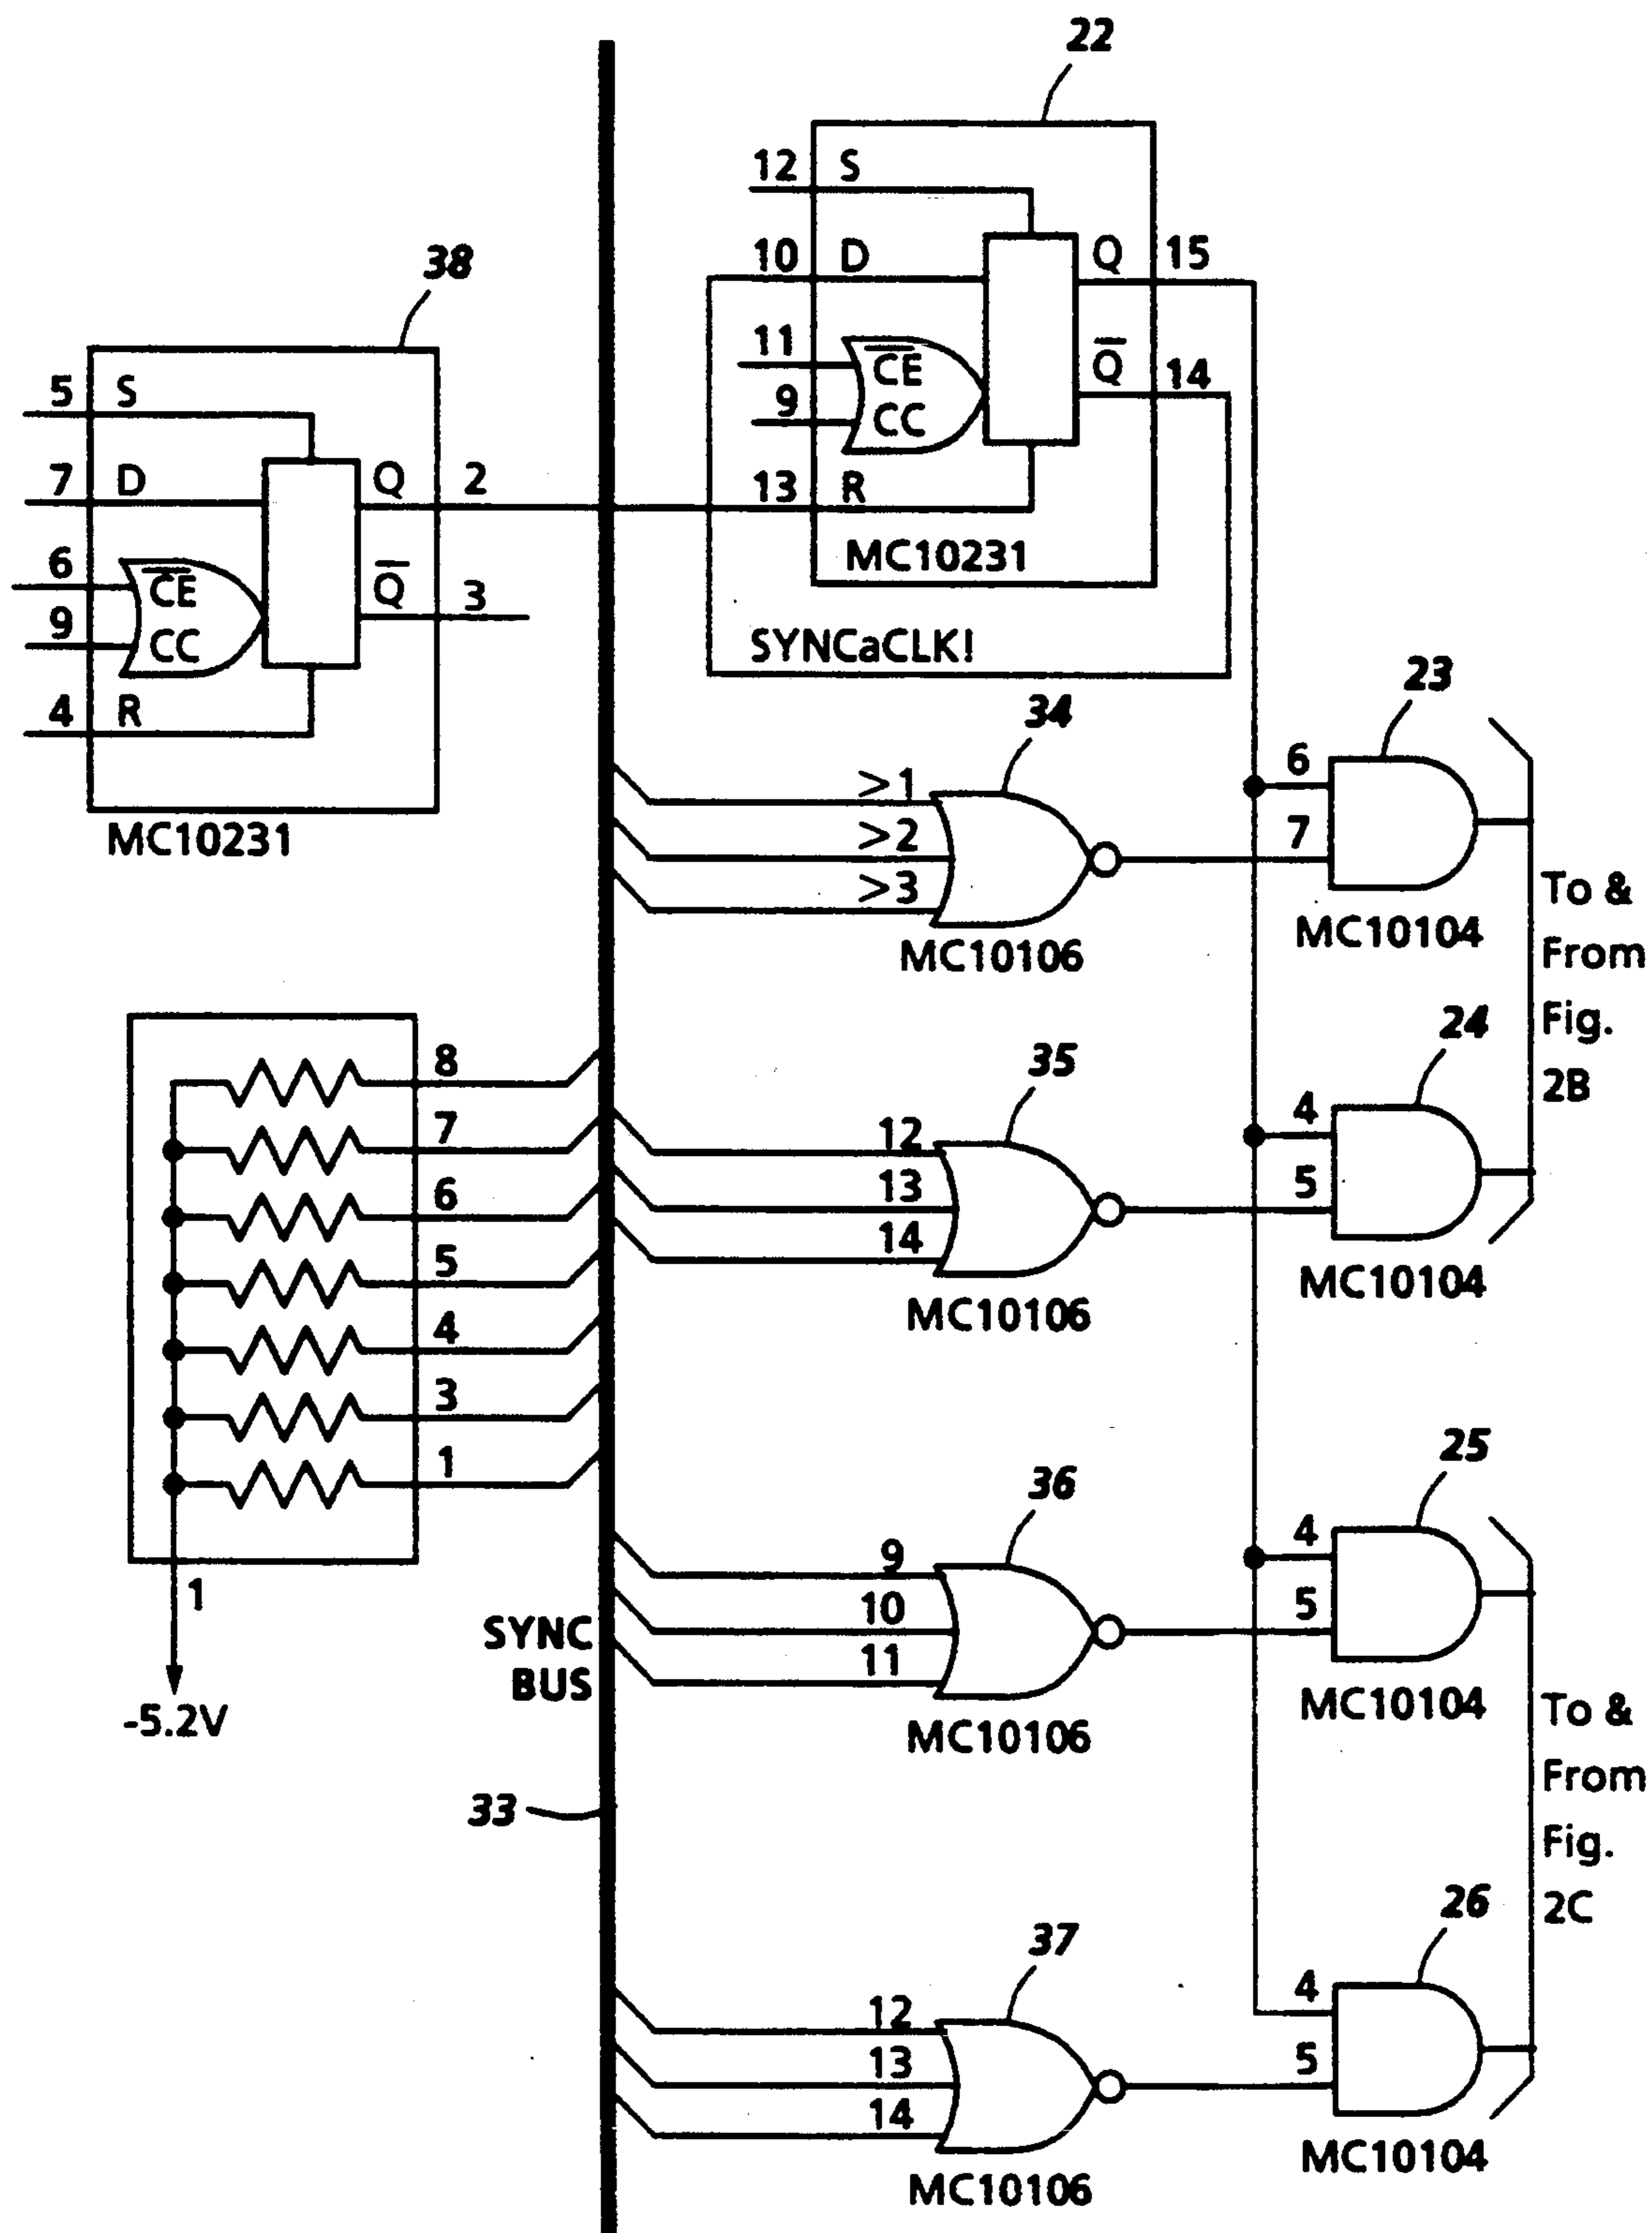 22
12 S
10 D
Q 15
11 CE
9 CC
Q 14
13 R
MC10231
SYNCaCLK!
38
5 S
7 D
Q 2
6 CE
9 CC
Q 3
4 R
MC10231
34
>1
>2
>3
MC10106
23
6
7
MC10104
To &
From
Fig.
2B
8
7
6
5
4
3
1
1
-5.2V
35
12
13
14
MC10106
24
4
5
MC10104
SYNC
BUS
33
36
9
10
11
MC10106
25
4
5
MC10104
To &
From
Fig.
2C
37
12
13
14
MC10106
26
4
5
MC10104